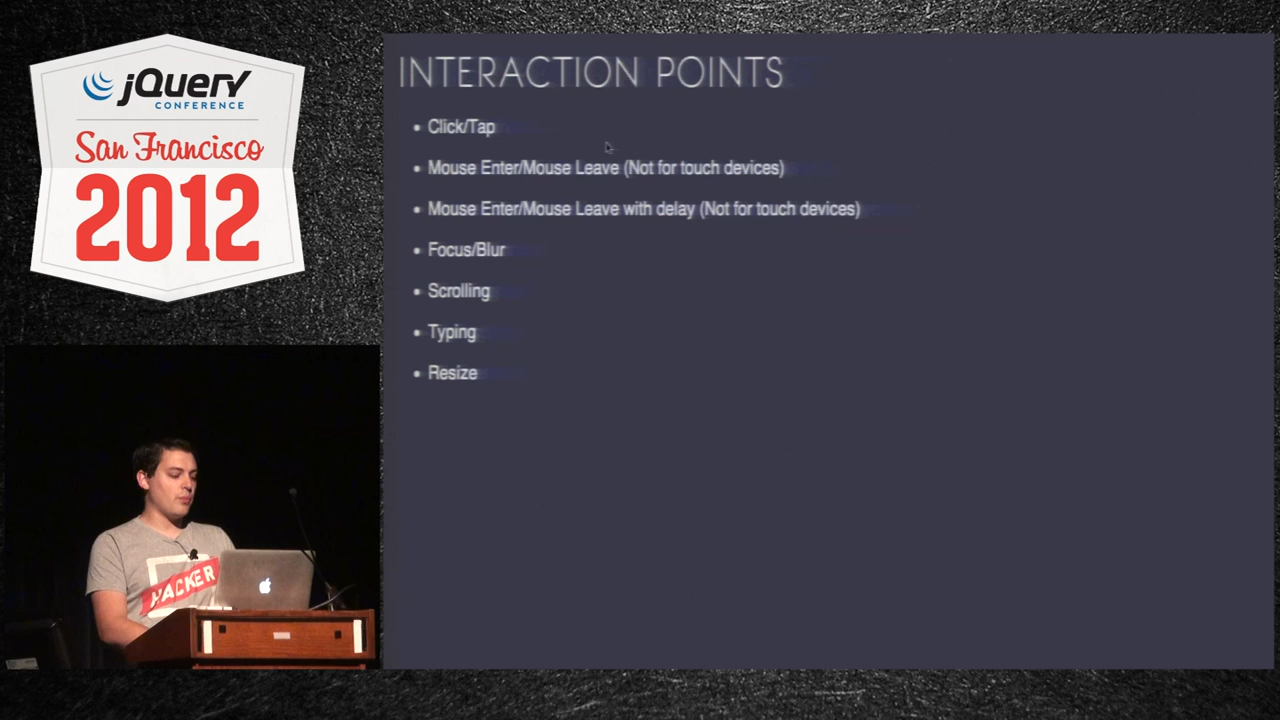 jQuery
CONFERENCE
San Francisco
2012
INTERACTION POINTS
• Click/Tap
• Mouse Enter/Mouse Leave (Not for touch devices)
• Mouse Enter/Mouse Leave with delay (Not for touch devices)
• Focus/Blur
• Scrolling
• Typing
• Resize
HACKER